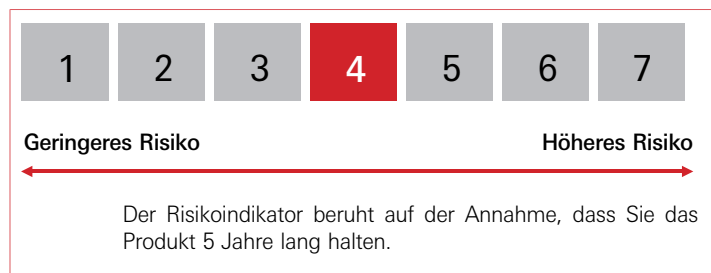 1 2 3 4 5 6 7
Geringeres Risiko Höheres Risiko
Der Risikoindikator beruht auf der Annahme, dass Sie das
Produkt 5 Jahre lang halten.